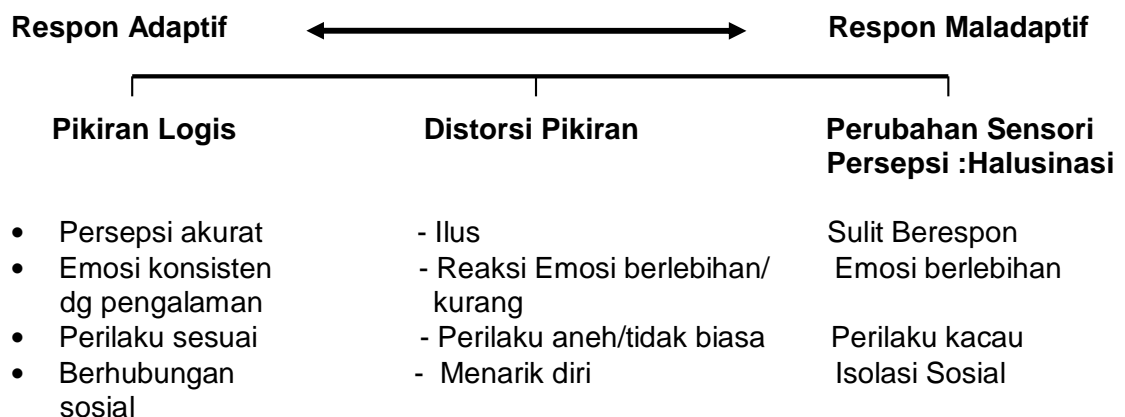 Respon Adaptif Respon Maladaptif
Pikiran Logis Distorsi Pikiran Perubahan Sensori
Persepsi :Halusinasi
• Persepsi akurat - Ilus Sulit Berespon
• Emosi konsisten - Reaksi Emosi berlebihan/ Emosi berlebihan
dg pengalaman kurang
• Perilaku sesuai - Perilaku aneh/tidak biasa Perilaku kacau
• Berhubungan - Menarik diri Isolasi Sosial
sosial